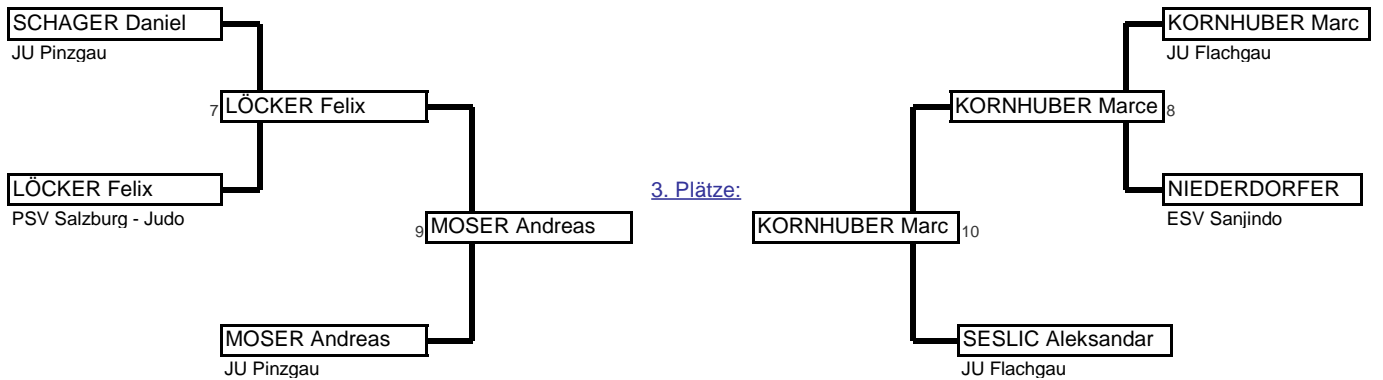 SCHAGER Daniel
JU Pinzgau
7 LÖCKER Felix
LÖCKER Felix
PSV Salzburg - Judo
9 MOSER Andreas
MOSER Andreas
JU Pinzgau
3. Plätze:
KORNHUBER Marc
JU Flachgau
KORNHUBER Marce 8
NIEDERDORFER
ESV Sanjindo
KORNHUBER Marc 10
SESLIC Aleksandar
JU Flachgau